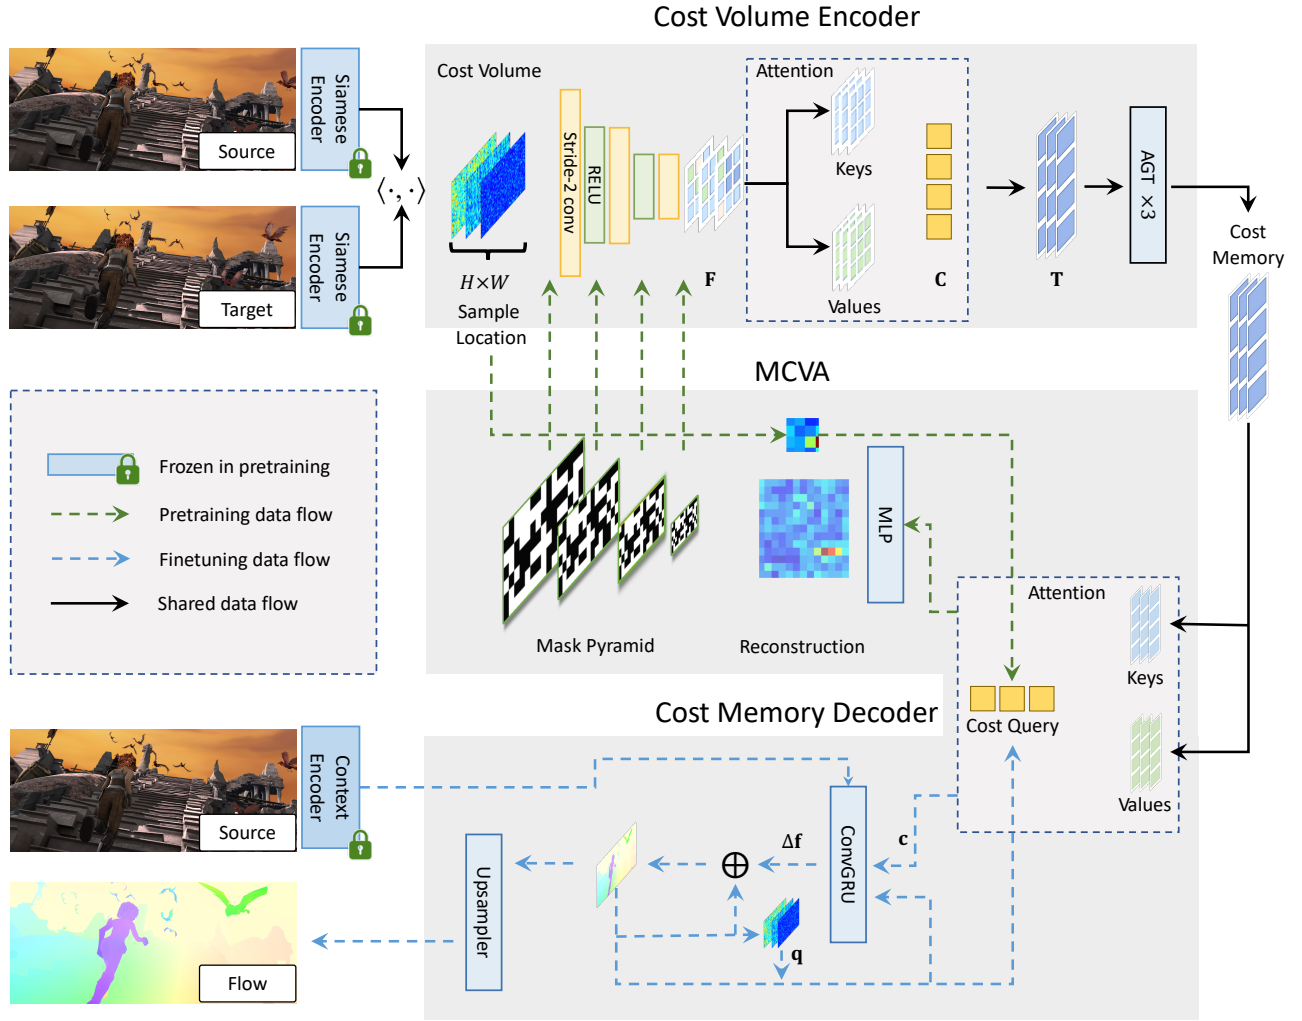 Cost Volume Encoder
Siamese
Encoder
Source
Siamese
Encoder
Target
⟨·,·⟩
Cost Volume
H×W
Sample
Location
Stride-2 conv
RELU
F
Attention
Keys
Values
C
T
AGT ×3
Cost
Memory
MCVA
Frozen in pretraining
Pretraining data flow
Finetuning data flow
Shared data flow
Mask Pyramid
Reconstruction
MLP
Attention
Keys
Cost Query
Values
Cost Memory Decoder
Context
Encoder
Source
Upsampler
Δf
ConvGRU
c
q
Flow